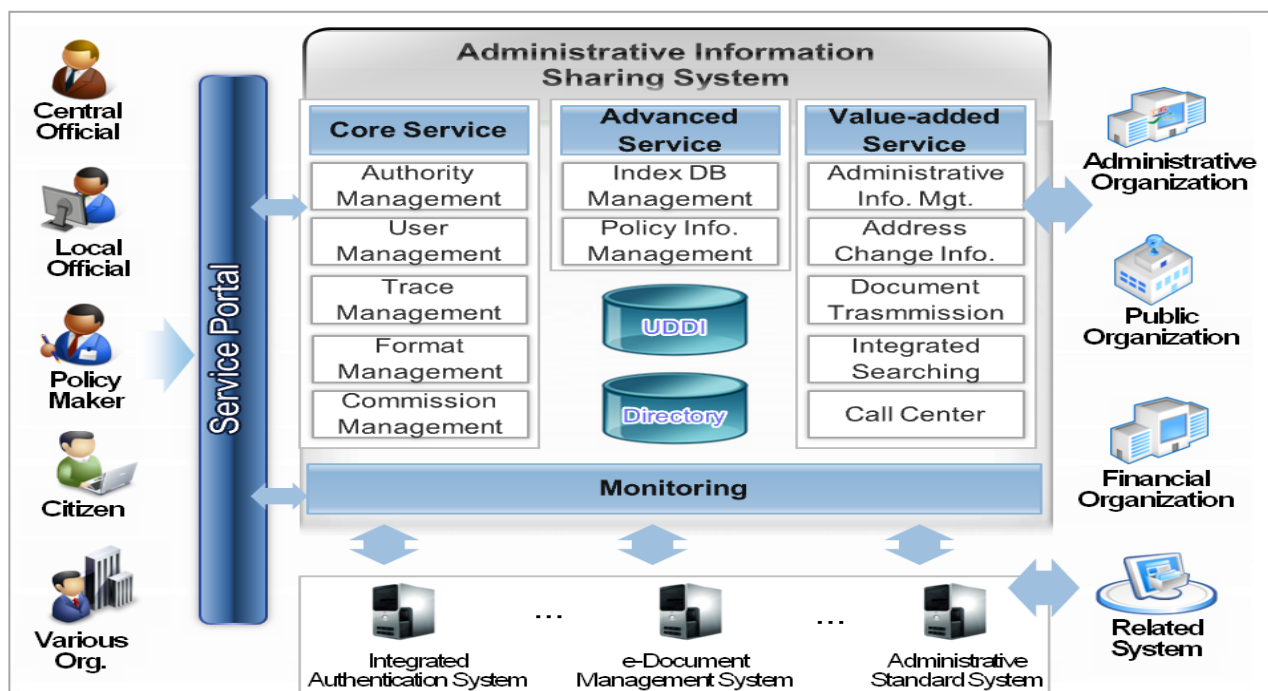 Administrative Information
Sharing System
Central
Official
Local
Official
Policy
Maker
Citizen
Various
Org.
Service Portal
Core Service
Authority
Management
User
Management
Trace
Management
Format
Management
Commission
Management
Advanced
Service
Index DB
Management
Policy Info.
Management
UDDI
Directory
Value-added
Service
Administrative
Info. Mgt.
Address
Change Info.
Document
Trasmmission
Integrated
Searching
Call Center
Monitoring
Integrated
Authentication System
...
e-Document
Management System
...
Administrative
Standard System
Administrative
Organization
Public
Organization
Financial
Organization
Related
System